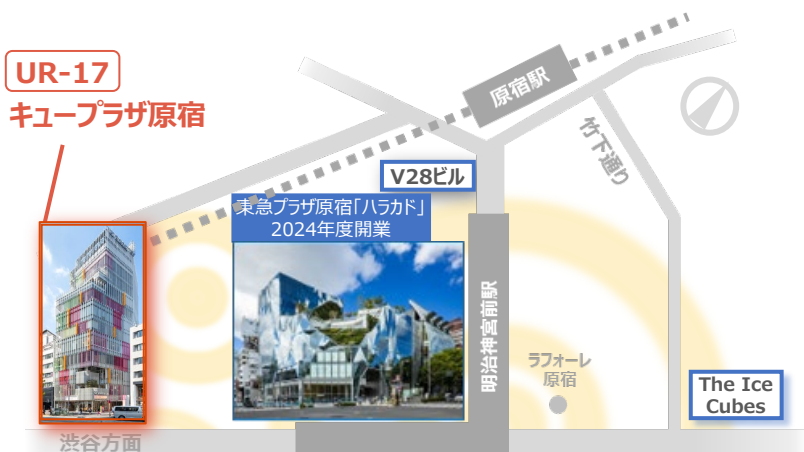 UR-17
キュープラザ原宿
原宿駅
竹下通り
V28ビル
東急プラザ原宿「ハラカド」
2024年度開業
明治神宮前駅
ラフォーレ
原宿
The Ice
Cubes
渋谷方面